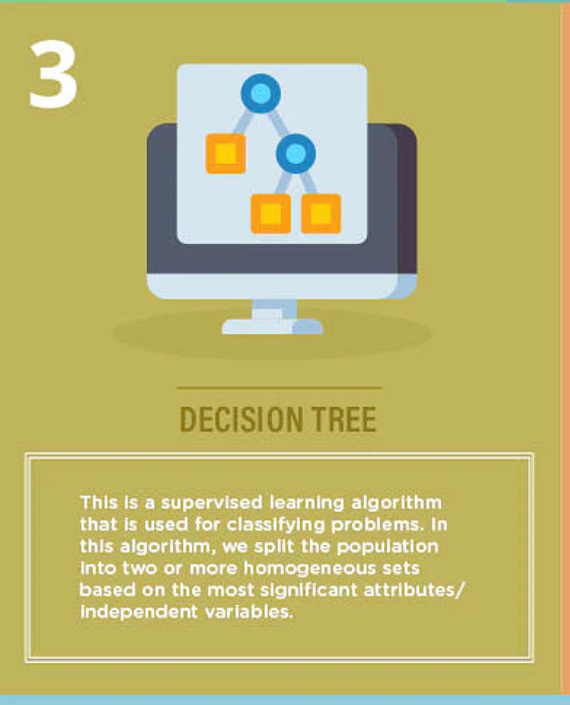 3
DECISION TREE
This is a supervised learning algorithm
that is used for classifying problems. In
this algorithm, we split the population
into two or more homogeneous sets
based on the most significant attributes/
independent variables.